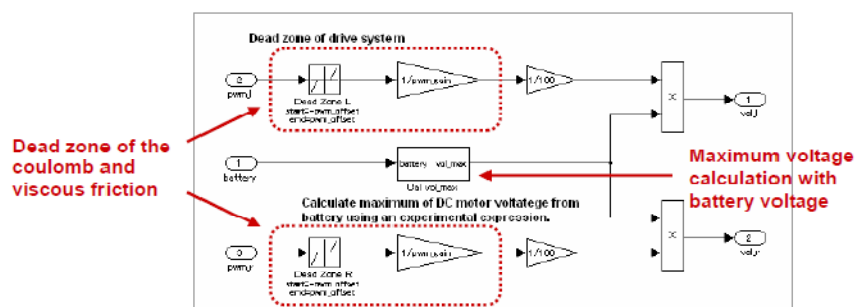 Dead zone of drive system
2
pwm_l
Dead Zone L
start=-pwm_offset
end=pwm_offset
1/pwm_gain
1/100
X
1
vol_l
Dead zone of the
coulomb and
viscous friction
1
battery
battery vol_max
Cal vol_max
Maximum voltage
calculation with
battery voltage
Calculate maximum of DC motor voltatege from
battery using an experimental expression.
3
pwm_r
Dead Zone R
start=-pwm_offset
end=pwm_offset
1/pwm_gain
1/100
X
2
vol_r